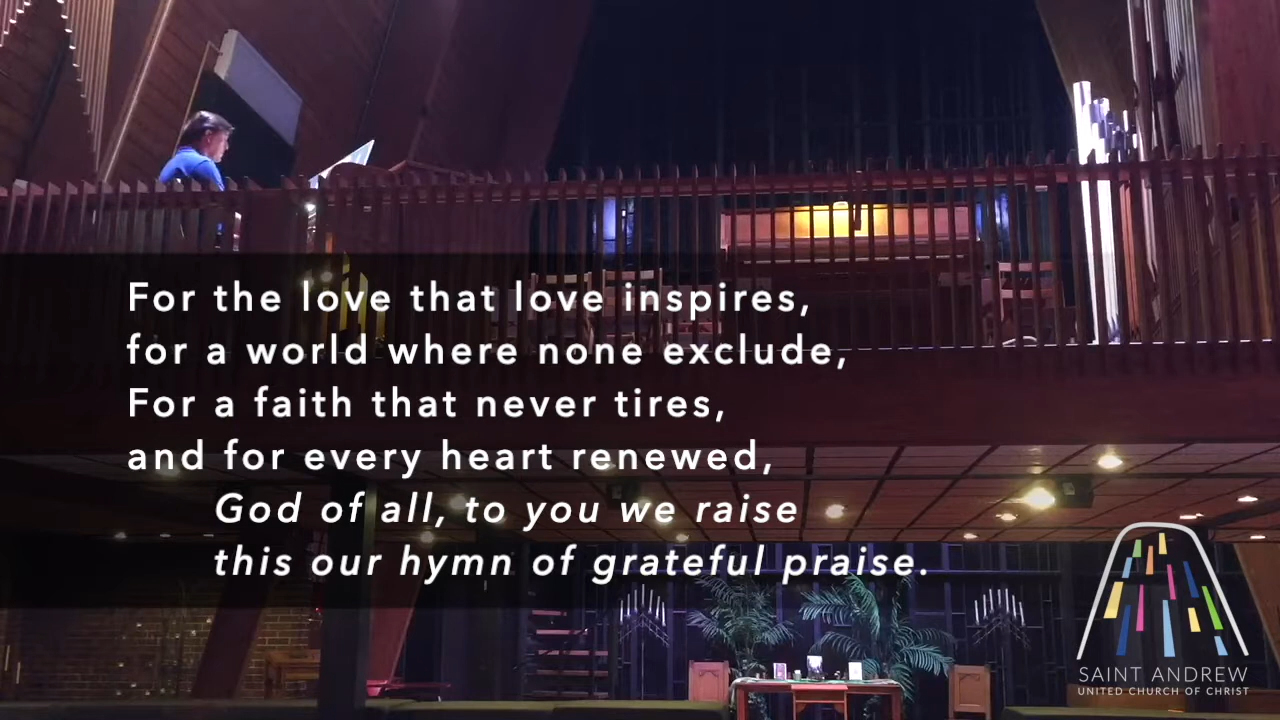 For the love that love inspires,
for a world where none exclude,
For a faith that never tires,
and for every heart renewed,
God of all, to you we raise
this our hymn of grateful praise.
SAINT ANDREW
UNITED CHURCH OF CHRIST